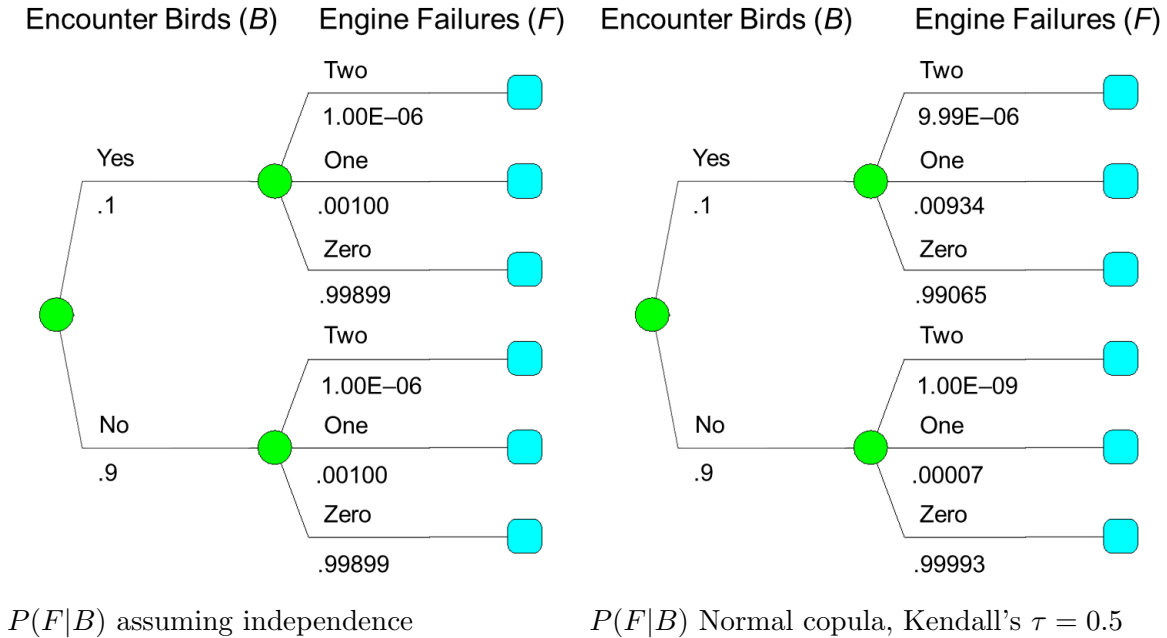 Encounter Birds (B) Engine Failures (F)
Two
1.00E–06
Yes
One
.1
.00100
Zero
.99899
Two
1.00E–06
No
One
.9
.00100
Zero
.99899
P(F|B) assuming independence
Encounter Birds (B) Engine Failures (F)
Two
9.99E–06
Yes
One
.1
.00934
Zero
.99065
Two
1.00E–09
No
One
.9
.00007
Zero
.99993
P(F|B) Normal copula, Kendall's τ = 0.5